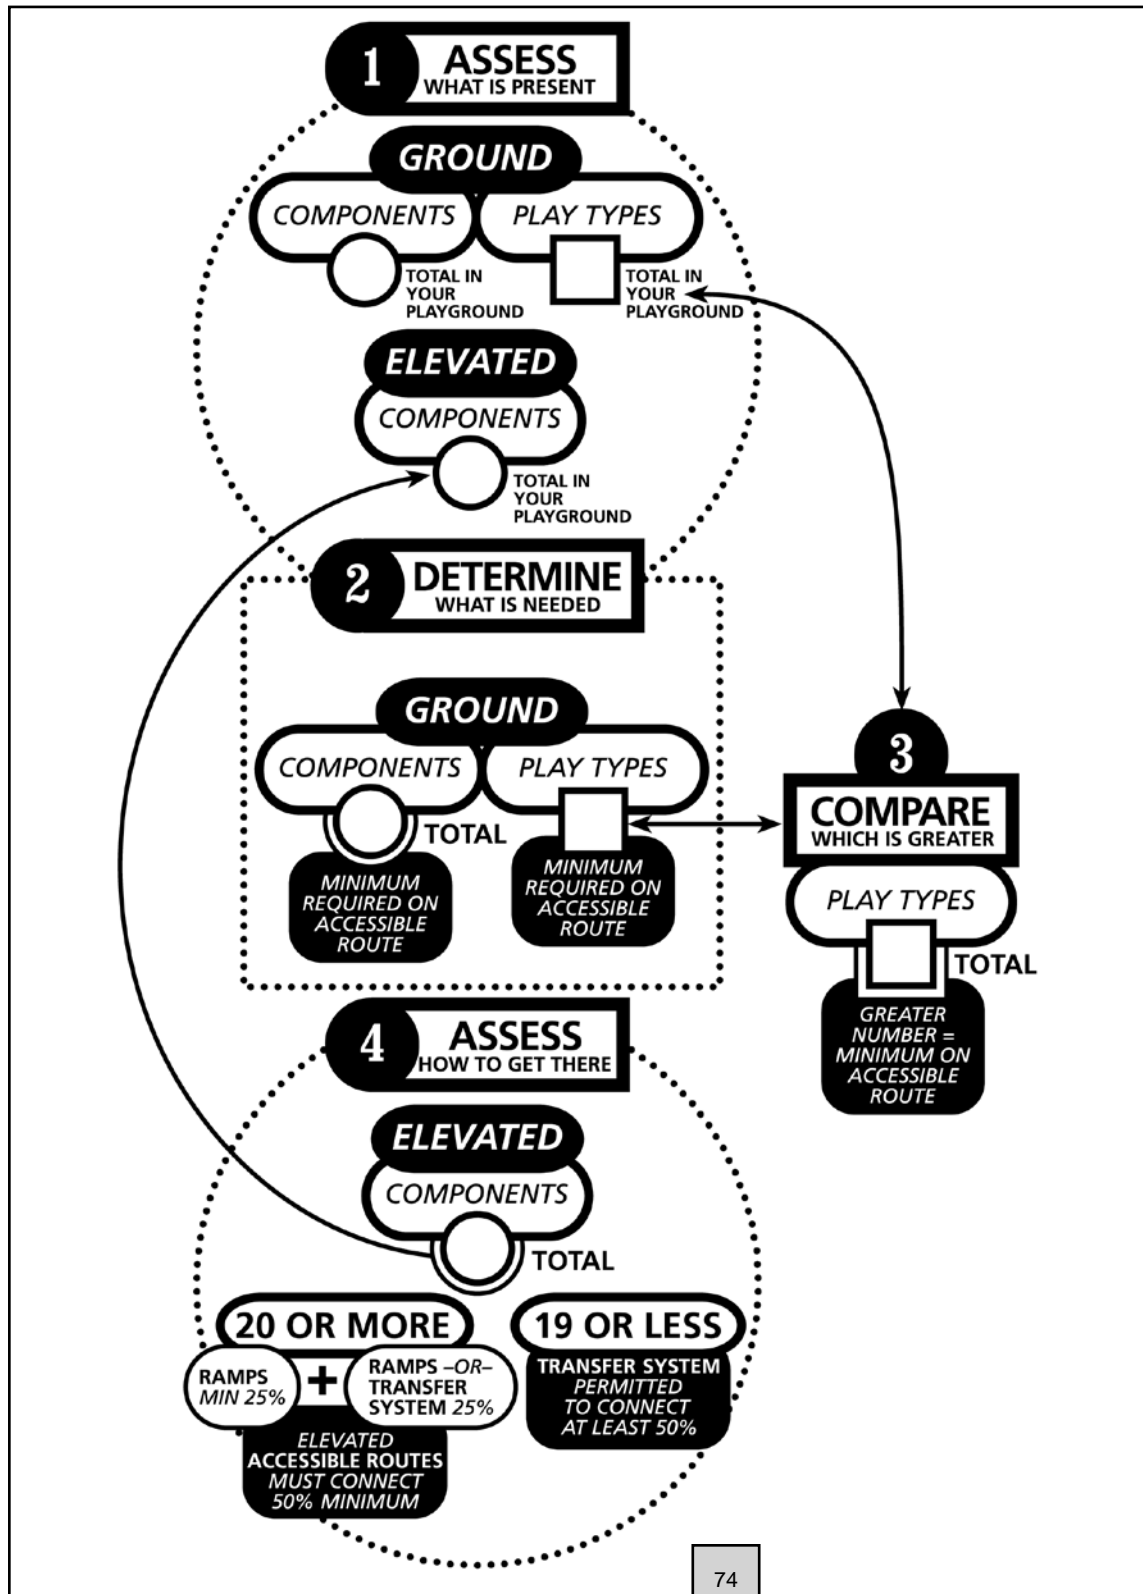 1
ASSESS
WHAT IS PRESENT
GROUND
COMPONENTS
TOTAL IN
YOUR
PLAYGROUND
PLAY TYPES
TOTAL IN
YOUR
PLAYGROUND
ELEVATED
COMPONENTS
TOTAL IN
YOUR
PLAYGROUND
2
DETERMINE
WHAT IS NEEDED
GROUND
COMPONENTS
TOTAL
MINIMUM
REQUIRED ON
ACCESSIBLE
ROUTE
PLAY TYPES
MINIMUM
REQUIRED ON
ACCESSIBLE
ROUTE
3
COMPARE
WHICH IS GREATER
PLAY TYPES
TOTAL
GREATER
NUMBER =
MINIMUM ON
ACCESSIBLE
ROUTE
4
ASSESS
HOW TO GET THERE
ELEVATED
COMPONENTS
TOTAL
20 OR MORE
RAMPS
MIN 25%
+
RAMPS –OR–
TRANSFER
SYSTEM 25%
ELEVATED
ACCESSIBLE ROUTES
MUST CONNECT
50% MINIMUM
19 OR LESS
TRANSFER SYSTEM
PERMITTED
TO CONNECT
AT LEAST 50%
74